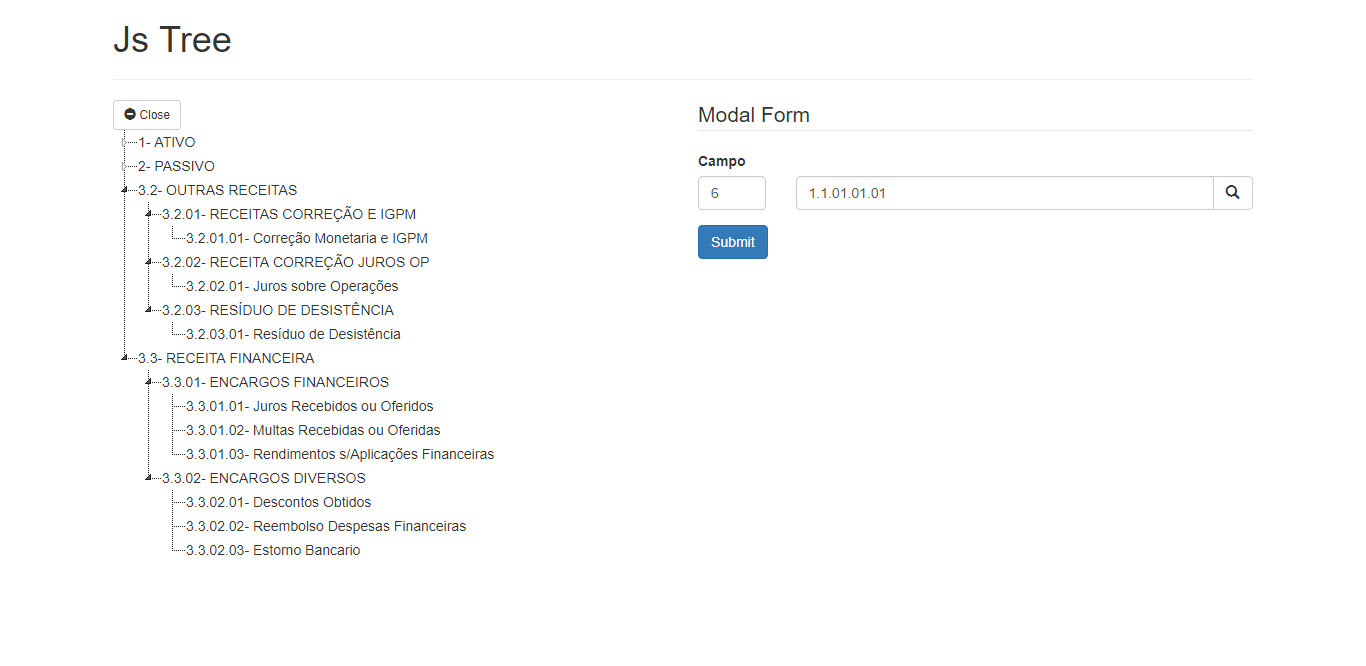 Js Tree
Close
1- ATIVO
2- PASSIVO
3.2- OUTRAS RECEITAS
3.2.01- RECEITAS CORREÇÃO E IGPM
3.2.01.01- Correção Monetaria e IGPM
3.2.02- RECEITA CORREÇÃO JUROS OP
3.2.02.01- Juros sobre Operações
3.2.03- RESÍDUO DE DESISTÊNCIA
3.2.03.01- Resíduo de Desistência
3.3- RECEITA FINANCEIRA
3.3.01- ENCARGOS FINANCEIROS
3.3.01.01- Juros Recebidos ou Oferidos
3.3.01.02- Multas Recebidas ou Oferidas
3.3.01.03- Rendimentos s/Aplicações Financeiras
3.3.02- ENCARGOS DIVERSOS
3.3.02.01- Descontos Obtidos
3.3.02.02- Reembolso Despesas Financeiras
3.3.02.03- Estorno Bancario
Modal Form
Campo
6 1.1.01.01.01
Submit